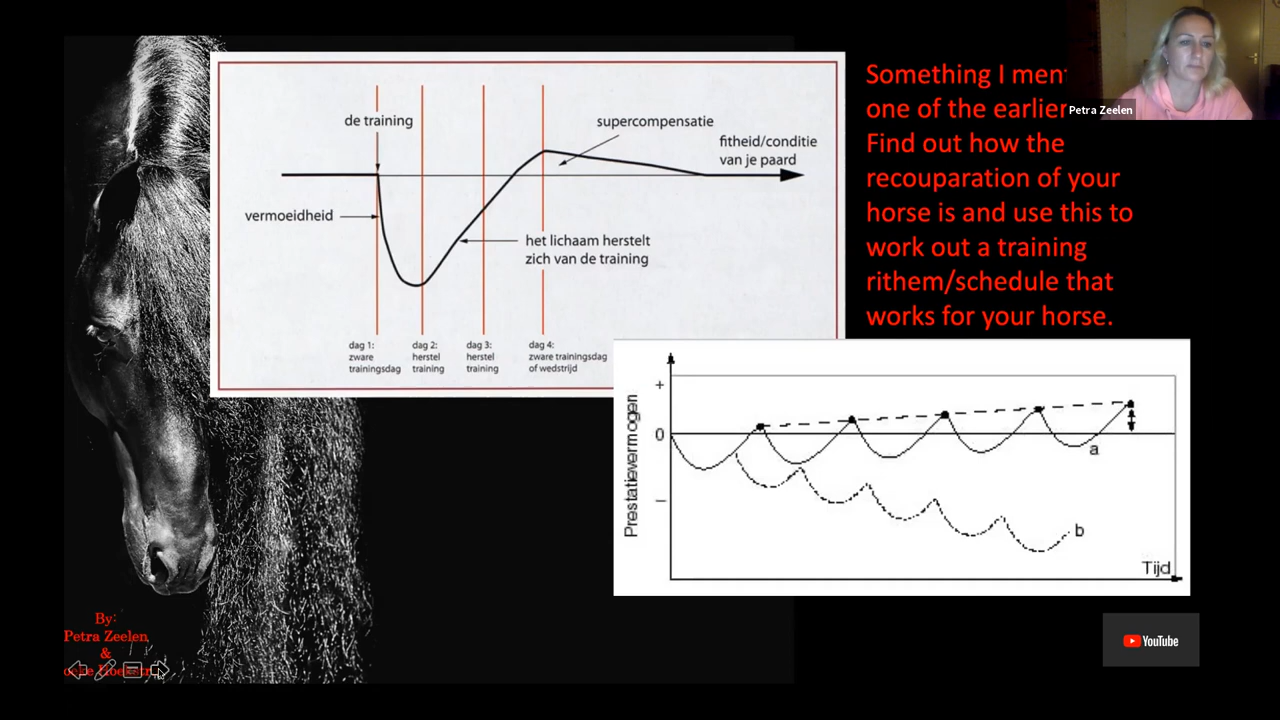 de training
supercompensatie
fitheid/conditie
van je paard
vermoeidheid
het lichaam herstelt
zich van de training
dag 1:
zware
trainingsdag
dag 2:
herstel
training
dag 3:
herstel
training
dag 4:
zware trainingsdag
of wedstrijd
Something I
one of the earlier
Find out how the
recouparation of your
horse is and use this to
work out a training
rithem/schedule that
works for your horse.
Petra Zeelen
Prestatievermogen
+
0
–
a
b
Tijd
By:
Petra Zeelen
&
YouTube